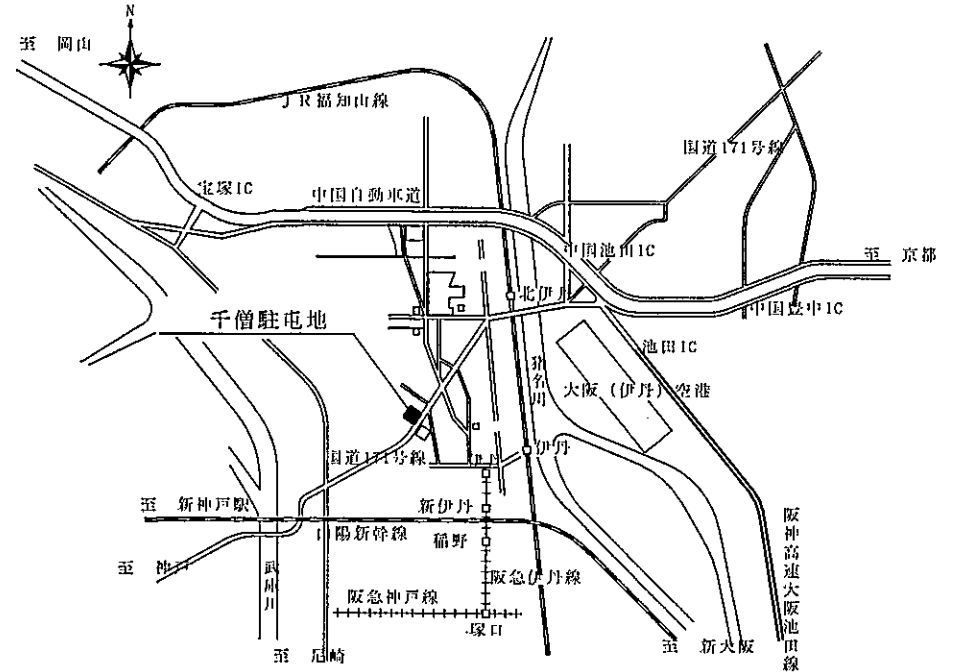 N
至 岡山
JR福知山線
国道171号線
宝塚IC
中国自動車道
中国池田IC
至 京都
北伊丹
中国豊中IC
千僧駐屯地
池田IC
猪名川
大阪(伊丹)空港
伊丹
国道171号線
伊丹
至 新神戸駅
新伊丹
山陽新幹線
稲野
阪神高速大阪池田線
至 神戸
武庫川
阪急伊丹線
阪急神戸線
塚口
至 尼崎
至 新大阪